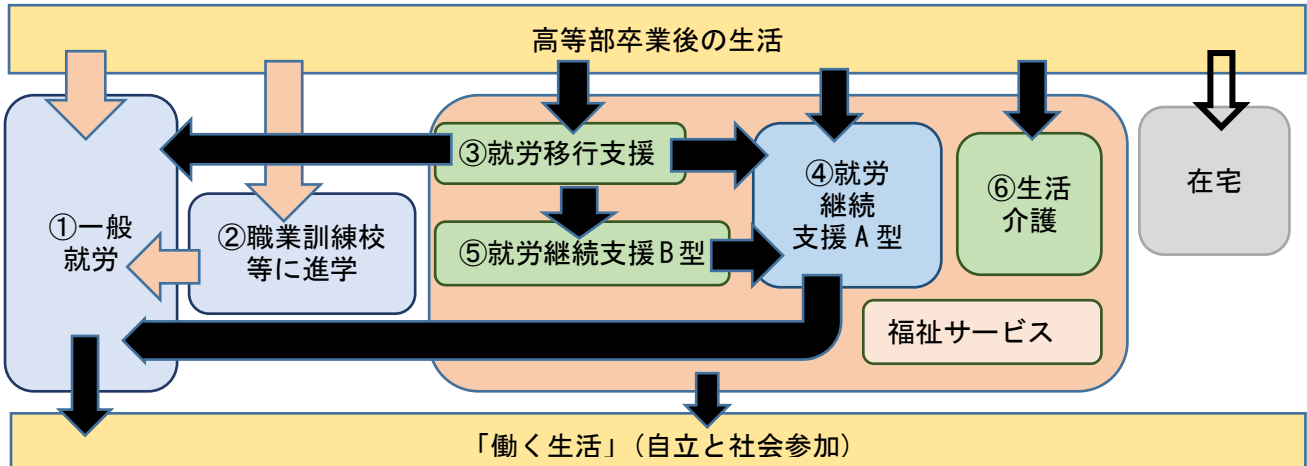 高等部卒業後の生活
①一般
就労
②職業訓練校
等に進学
③就労移行支援
⑤就労継続支援B型
④就労
継続
支援A型
⑥生活
介護
福祉サービス
在宅
「働く生活」(自立と社会参加)